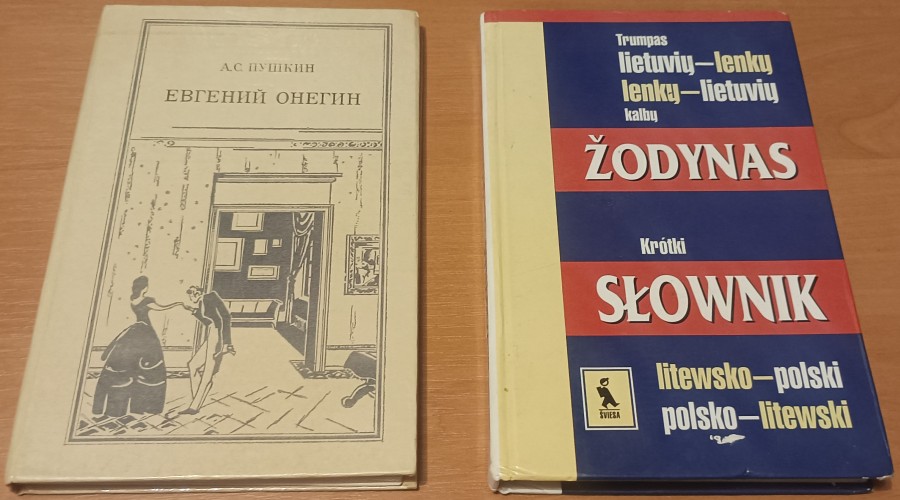 А.С. ПУШКИН
ЕВГЕНИЙ ОНЕГИН
Trumpas
lietuvių–lenkų
lenkų–lietuvių
kalbų
ŽODYNAS
Krótki
SŁOWNIK
litewsko–polski
polsko–litewski
ŠVIESA